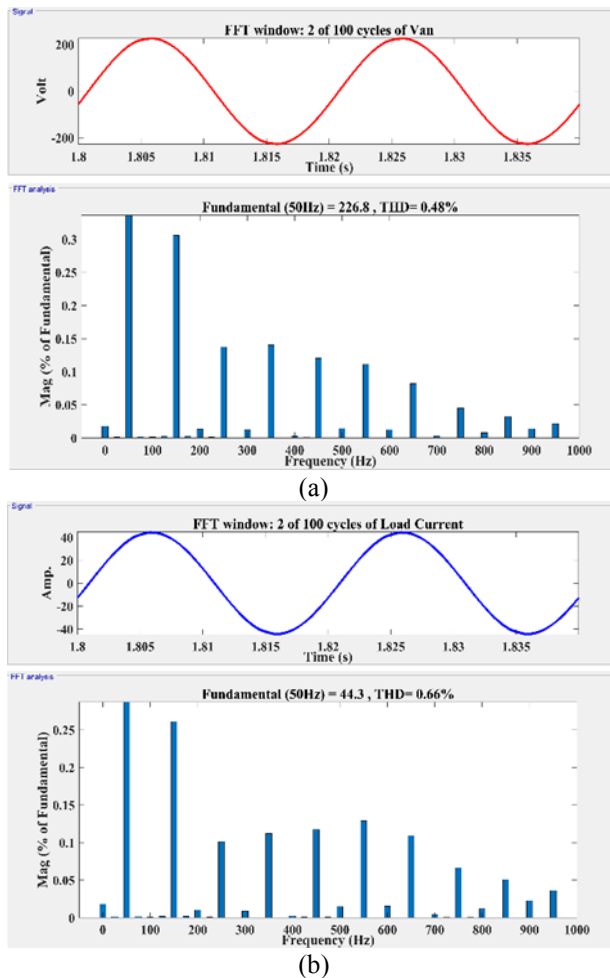 Signal
FFT window: 2 of 100 cycles of Van
200
0
-200
Volt
1.8 1.805 1.81 1.815 1.82 1.825 1.83 1.835
Time (s)
FFT analysis
Fundamental (50Hz) = 226.8 , THD= 0.48%
0.3
0.25
0.2
0.15
0.1
0.05
0
Mag (% of Fundamental)
0 100 200 300 400 500 600 700 800 900 1000
Frequency (Hz)
(a)
Signal
FFT window: 2 of 100 cycles of Load Current
40
20
0
-20
-40
Amp.
1.8 1.805 1.81 1.815 1.82 1.825 1.83 1.835
Time (s)
FFT analysis
Fundamental (50Hz) = 44.3 , THD= 0.66%
0.25
0.2
0.15
0.1
0.05
0
Mag (% of Fundamental)
0 100 200 300 400 500 600 700 800 900 1000
Frequency (Hz)
(b)